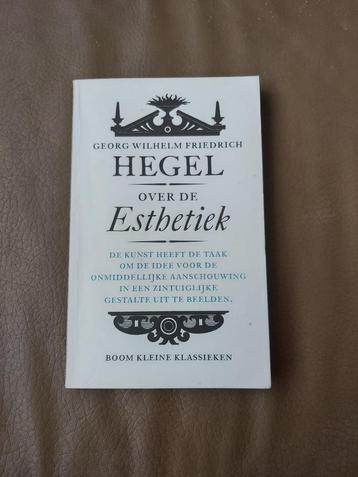 GEORG WILHELM FRIEDRICH
HEGEL
OVER DE
Esthetiek
DE KUNST HEEFT DE TAAK
OM DE IDEE VOOR DE
ONMIDDELLIJKE AANSCHOUWING
IN EEN ZINTUIGLIJKE
GESTALTE UIT TE BEELDEN.
BOOM KLEINE KLASSIEKEN